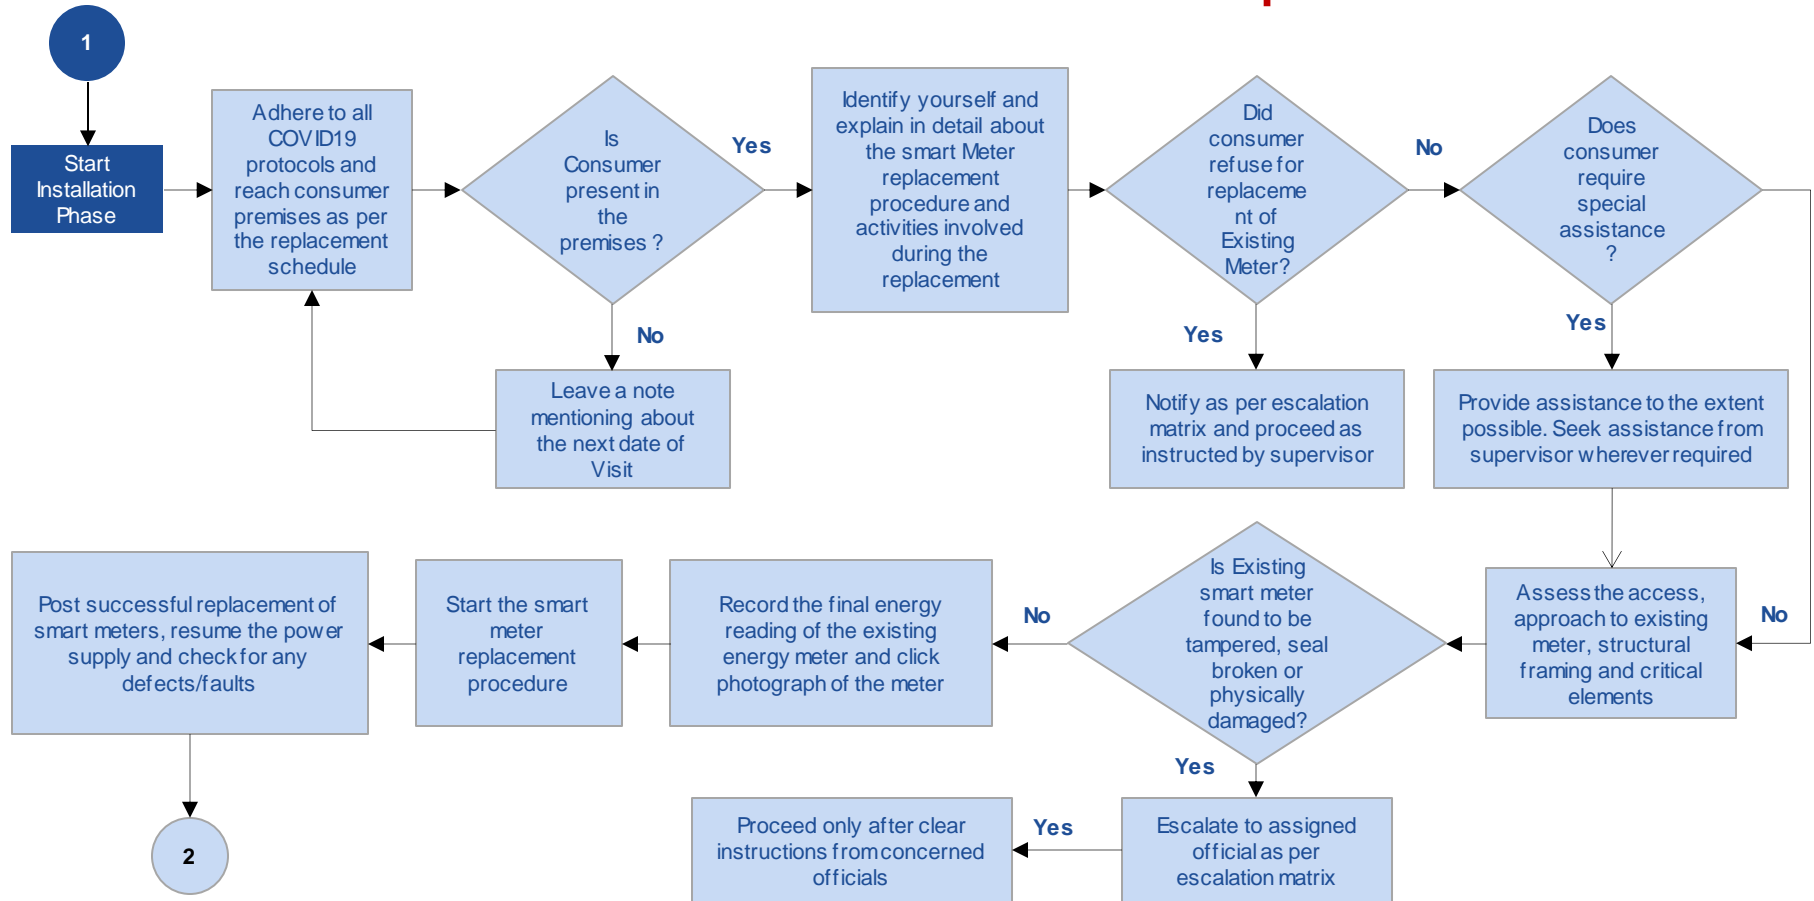 1
Start
Installation
Phase
Adhere to all
COVID19
protocols and
reach consumer
premises as per
the replacement
schedule
Is
Consumer
present in
the
premises ?
Yes
No
Leave a note
mentioning about
the next date of
Visit
Identify yourself and
explain in detail about
the smart Meter
replacement
procedure and
activities involved
during the
replacement
Did
consumer
refuse for
replaceme
nt of
Existing
Meter?
No
Yes
Notify as per escalation
matrix and proceed as
instructed by supervisor
Does
consumer
require
special
assistance
?
Yes
Provide assistance to the extent
possible. Seek assistance from
supervisor wherever required
No
Assess the access,
approach to existing
meter, structural
framing and critical
elements
Is Existing
smart meter
found to be
tampered, seal
broken or
physically
damaged?
No
Yes
Record the final energy
reading of the existing
energy meter and click
photograph of the meter
Start the smart
meter
replacement
procedure
Post successful replacement of
smart meters, resume the power
supply and check for any
defects/faults
2
Escalate to assigned
official as per
escalation matrix
Yes
Proceed only after clear
instructions from concerned
officials